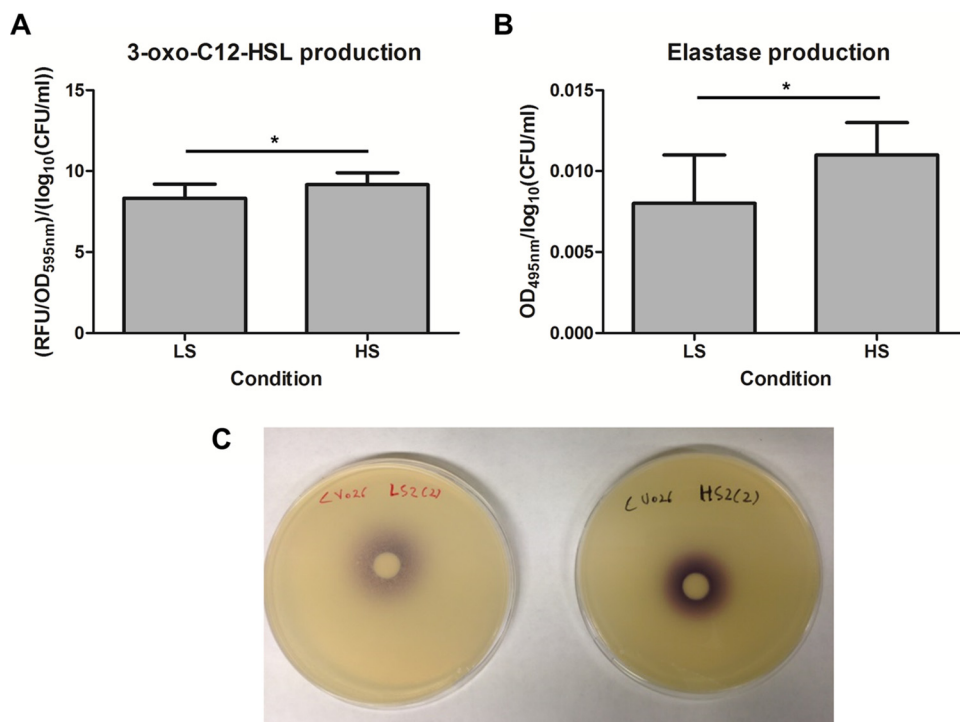 A
3-oxo-C12-HSL production
(RFU/OD595nm)/(log10(CFU/ml))
15
10
5
0
*
LS
HS
Condition
B
Elastase production
OD495nm/log10(CFU/ml)
0.015
0.010
0.005
0.000
*
LS
HS
Condition
C
CV026 LS2(2)
CV026 HS2(2)